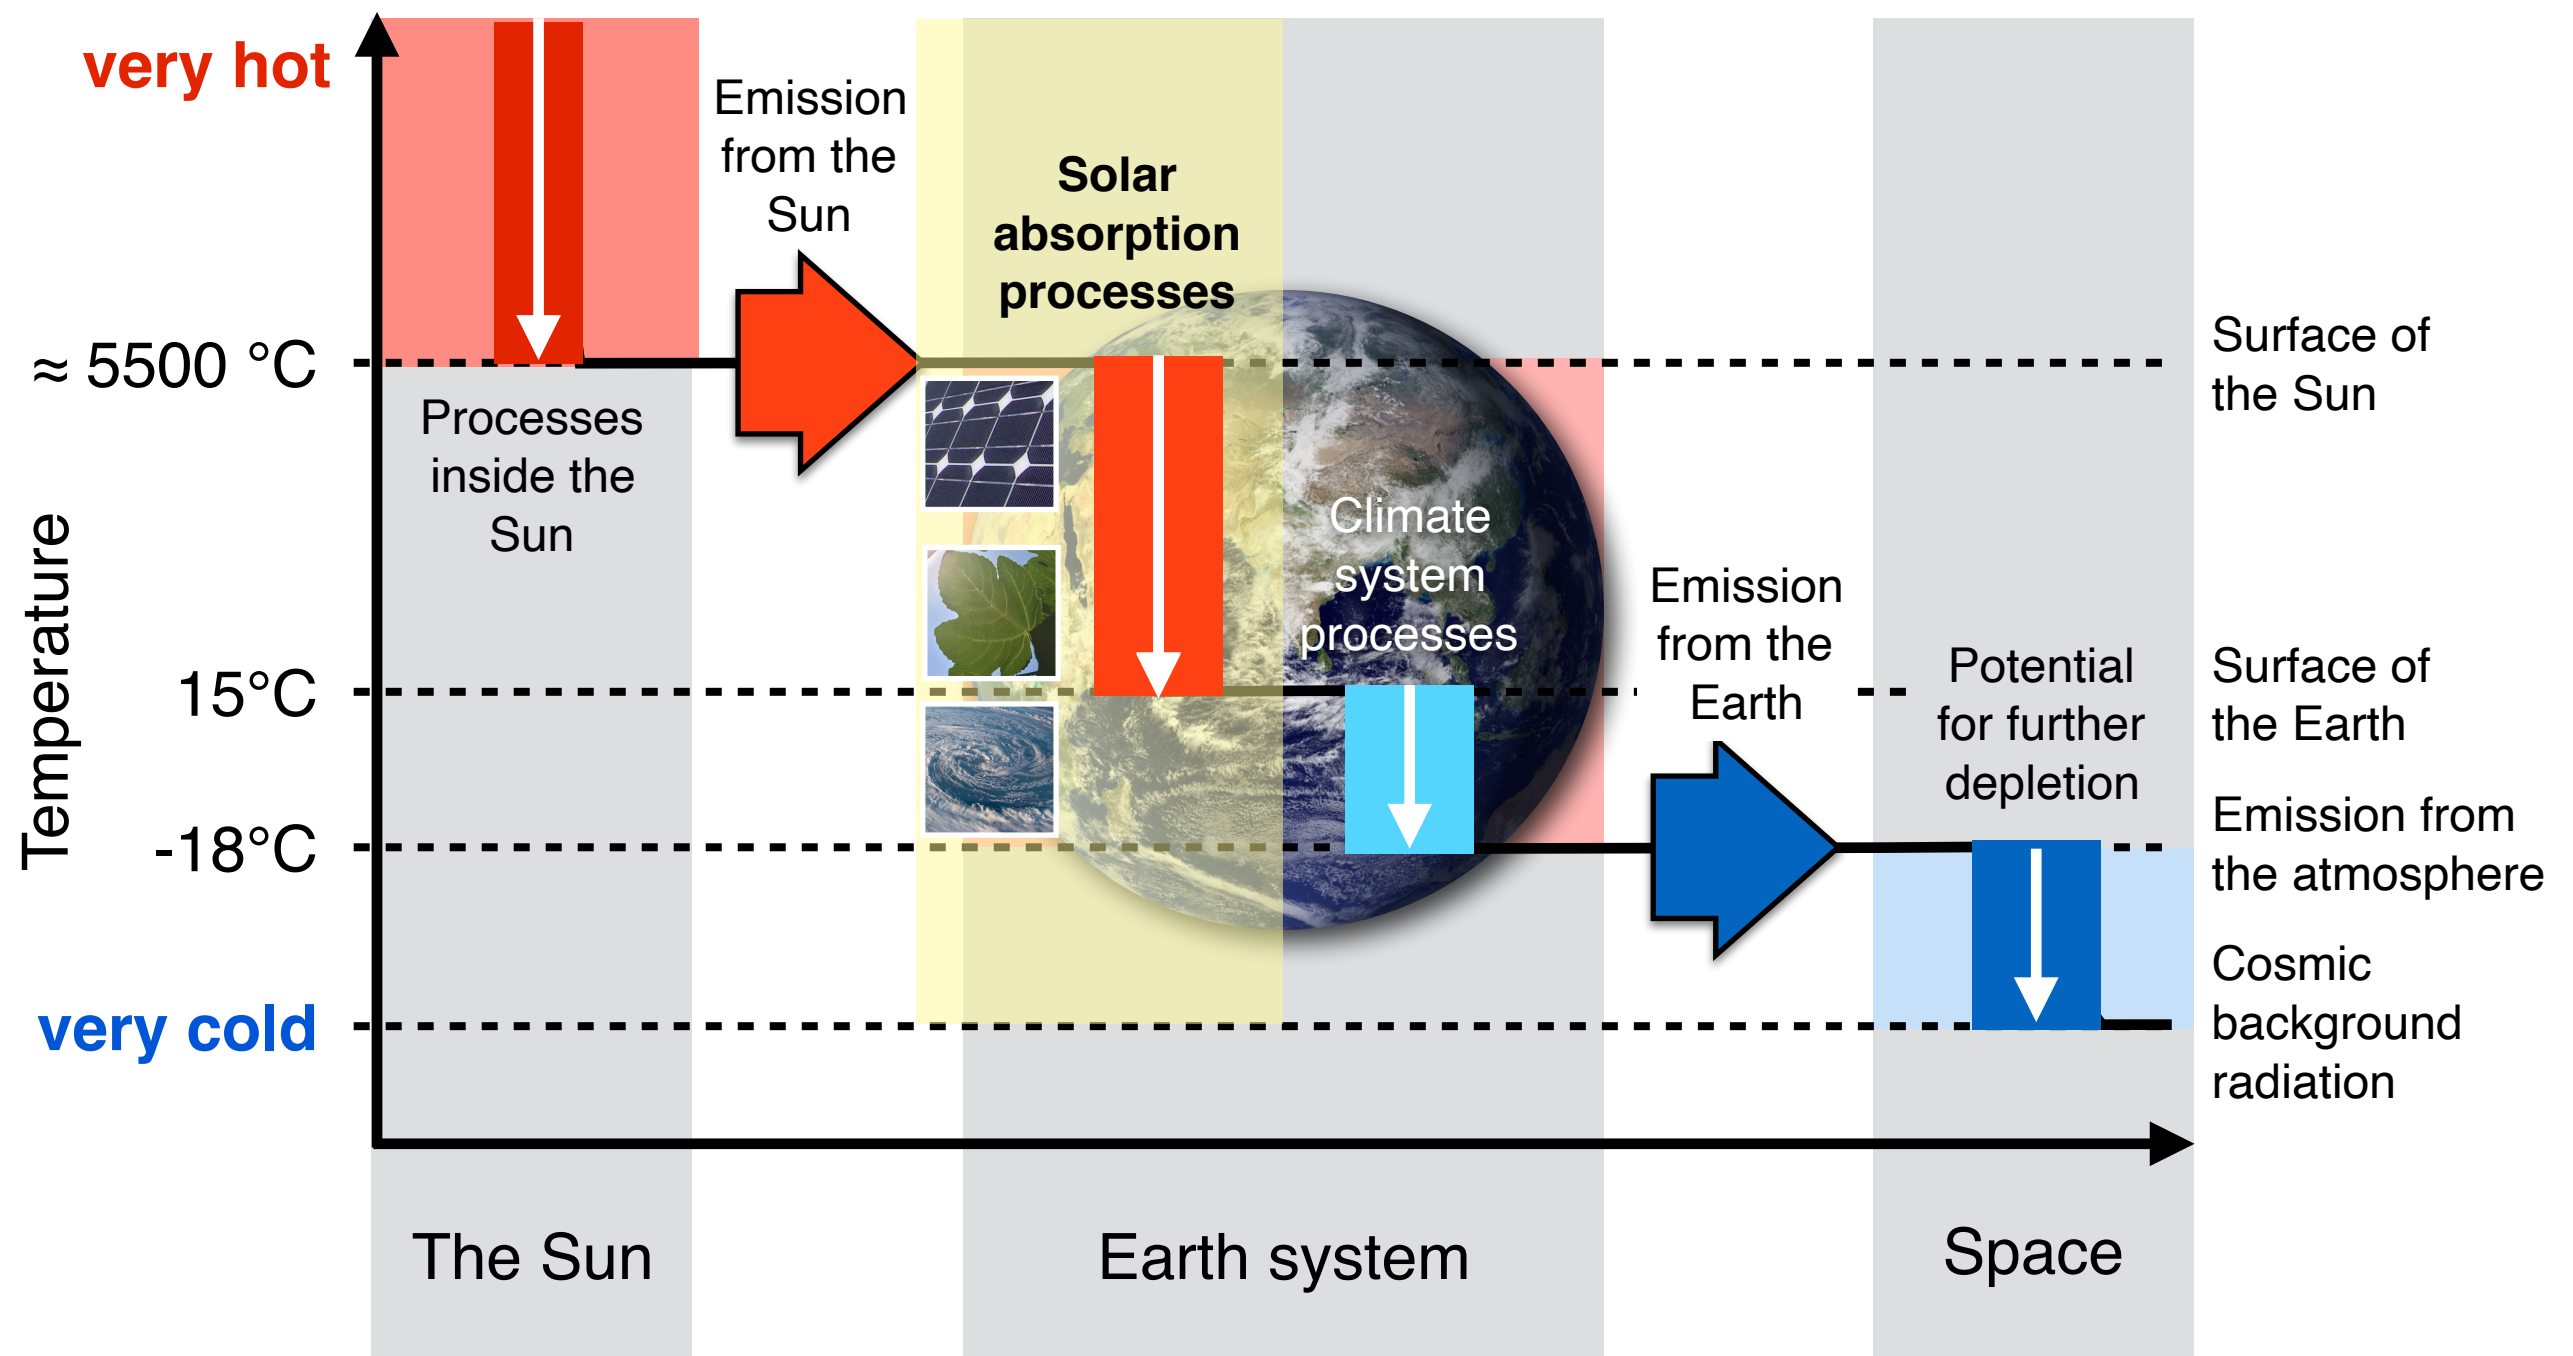 very hot
Emission
from the
Sun
Solar
absorption
processes
≈ 5500 °C
Surface of
the Sun
Processes
inside the
Sun
Climate
system
processes
Temperature
Emission
from the
Earth
15°C
Potential
for further
depletion
Surface of
the Earth
-18°C
Emission from
the atmosphere
very cold
Cosmic
background
radiation
The Sun
Earth system
Space